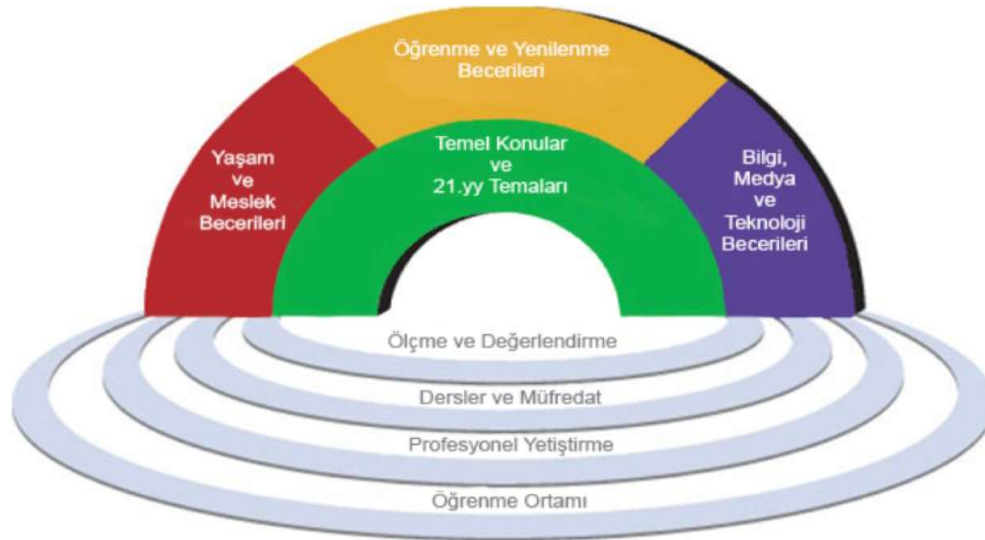 Öğrenme ve Yenilenme
Becerileri
Yaşam
ve
Meslek
Becerileri
Temel Konular
ve
21.yy Temaları
Bilgi,
Medya
ve
Teknoloji
Becerileri
Ölçme ve Değerlendirme
Dersler ve Müfredat
Profesyonel Yetiştirme
Öğrenme Ortamı